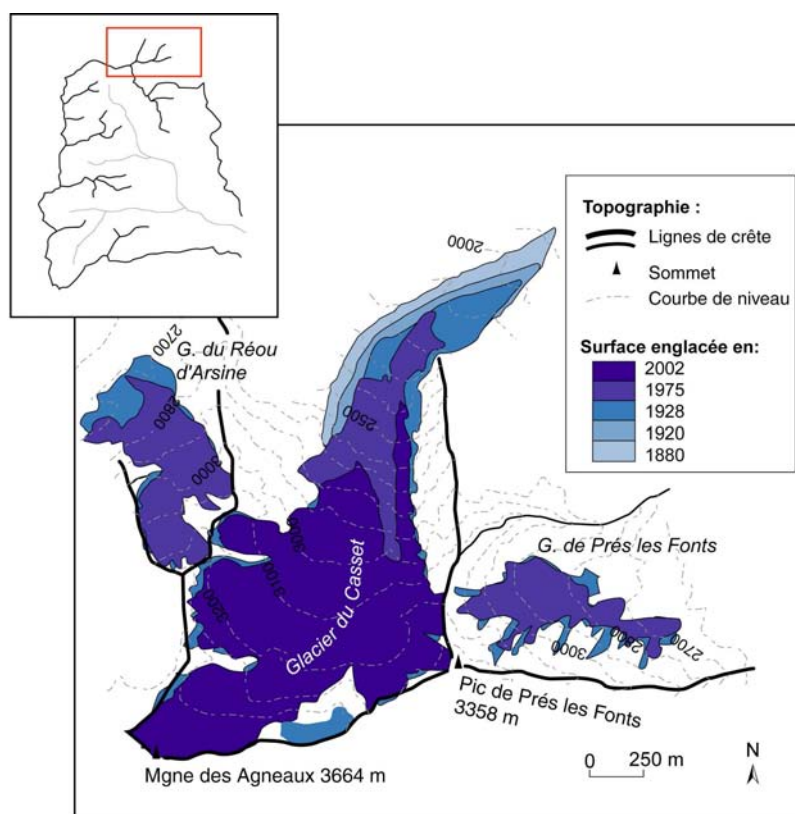 Topographie :
Lignes de crête
Sommet
Courbe de niveau
Surface englacée en:
2002
1975
1928
1920
1880
2000
2700
G. du Réou
d'Arsine
2800
2500
3000
G. de Prés les Fonts
3000
3100
3200
Glacier du Casset
2800
2700
3000
Pic de Prés les Fonts
3358 m
Mgne des Agneaux 3664 m
0 250 m
N